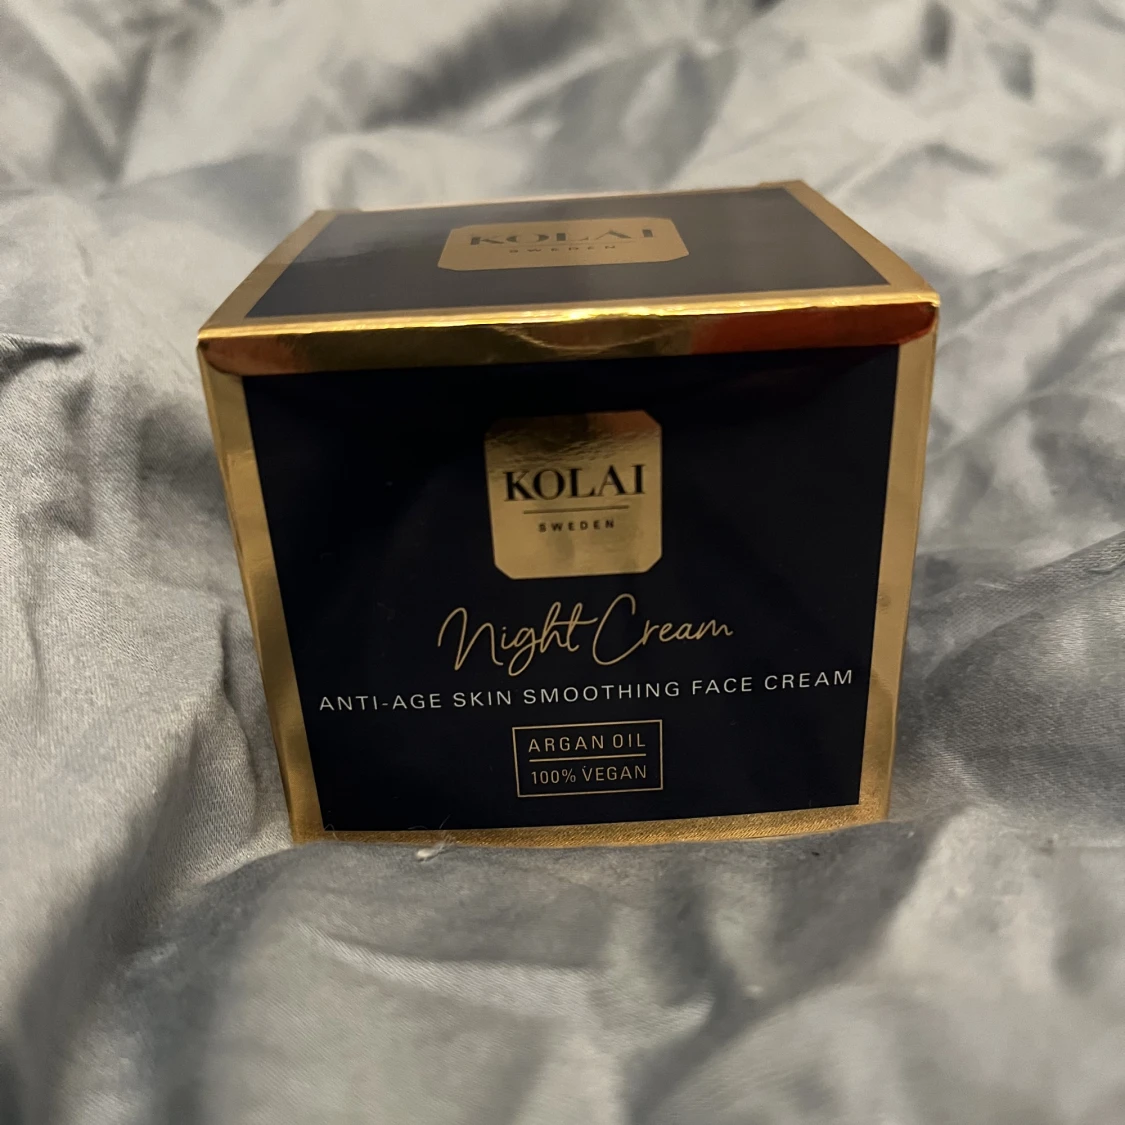 KOLAI
SWEDEN
KOLAI
SWEDEN
Night Cream
ANTI-AGE SKIN SMOOTHING FACE CREAM
ARGAN OIL
100% VEGAN